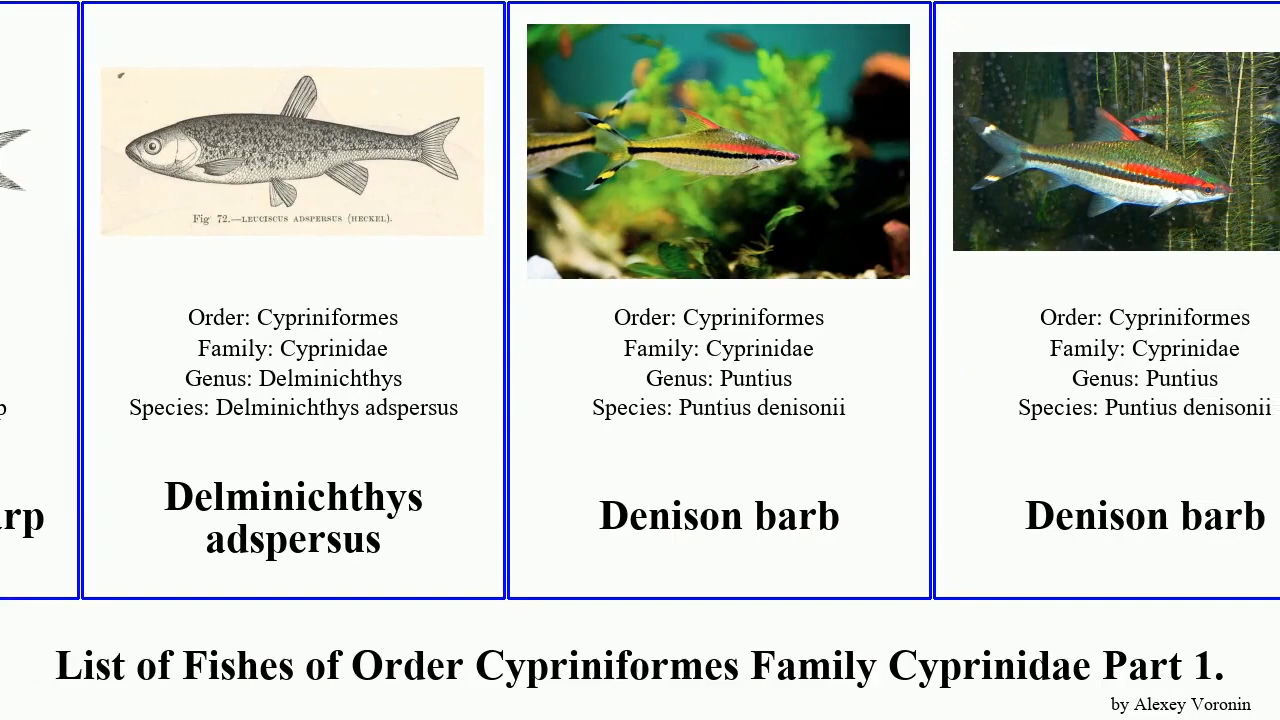 p
arp
Fig 72.—LEUCISCUS ADSPERSUS (HECKEL).
Order: Cypriniformes
Family: Cyprinidae
Genus: Delminichthys
Species: Delminichthys adspersus
Delminichthys
adspersus
Order: Cypriniformes
Family: Cyprinidae
Genus: Puntius
Species: Puntius denisonii
Denison barb
Order: Cypriniformes
Family: Cyprinidae
Genus: Puntius
Species: Puntius denisonii
Denison barb
List of Fishes of Order Cypriniformes Family Cyprinidae Part 1.
by Alexey Voronin